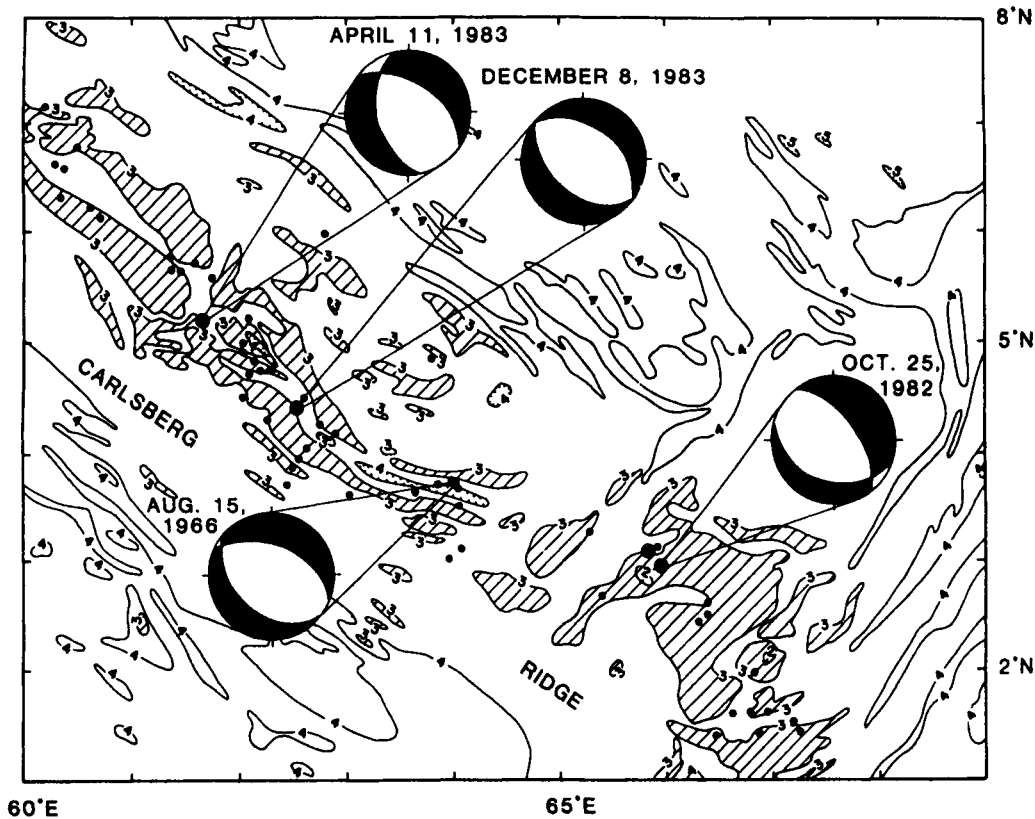 8°N
APRIL 11, 1983
DECEMBER 8, 1983
5°N
OCT. 25,
1982
CARLSBERG
AUG. 15,
1966
RIDGE
2°N
60°E
65°E